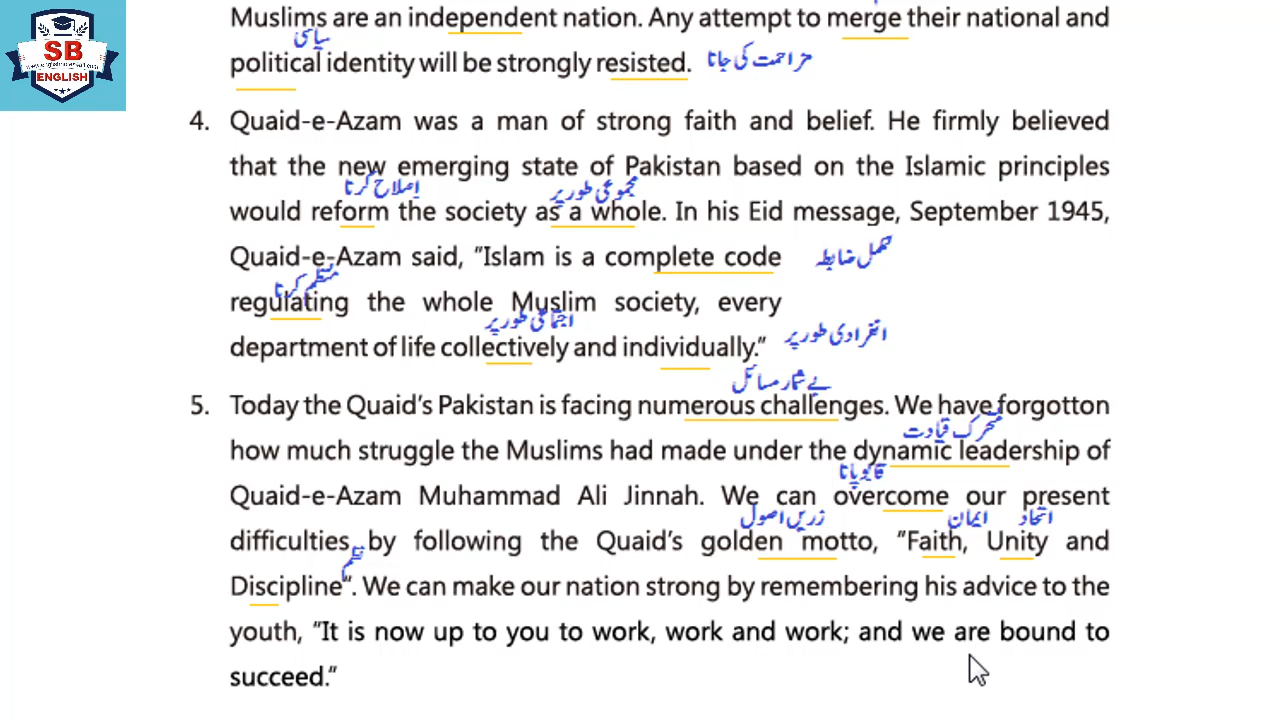 Muslims are an independent nation. Any attempt to merge their national and
سیاسی
political identity will be strongly resisted. مزاحمت کی جانا
SB
ENGLISH
4. Quaid-e-Azam was a man of strong faith and belief. He firmly believed
that the new emerging state of Pakistan based on the Islamic principles
اصلاح کرنا مجموعی طور پر
would reform the society as a whole. In his Eid message, September 1945,
Quaid-e-Azam said, "Islam is a complete code مکمل ضابطہ
منظم کرنا
regulating the whole Muslim society, every
اجتماعی طور پر
department of life collectively and individually." انفرادی طور پر
بے شمار مسائل
5. Today the Quaid's Pakistan is facing numerous challenges. We have forgotton
متحرک قیادت
how much struggle the Muslims had made under the dynamic leadership of
قابو پانا
Quaid-e-Azam Muhammad Ali Jinnah. We can overcome our present
زریں اصول ایمان اتحاد
difficulties by following the Quaid's golden motto, "Faith, Unity and
تنظیم
Discipline". We can make our nation strong by remembering his advice to the
youth, "It is now up to you to work, work and work; and we are bound to
succeed."